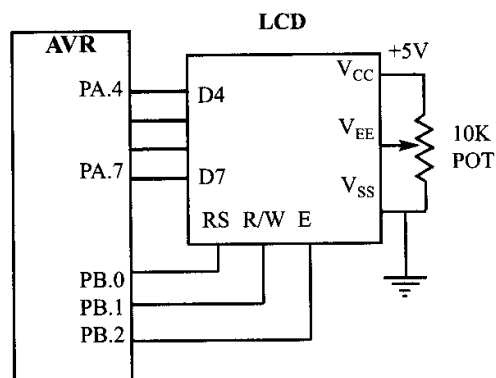 LCD
AVR
+5V
VCC
PA.4
D4
VEE
10K
POT
PA.7
D7
VSS
RS R/W E
PB.0
PB.1
PB.2